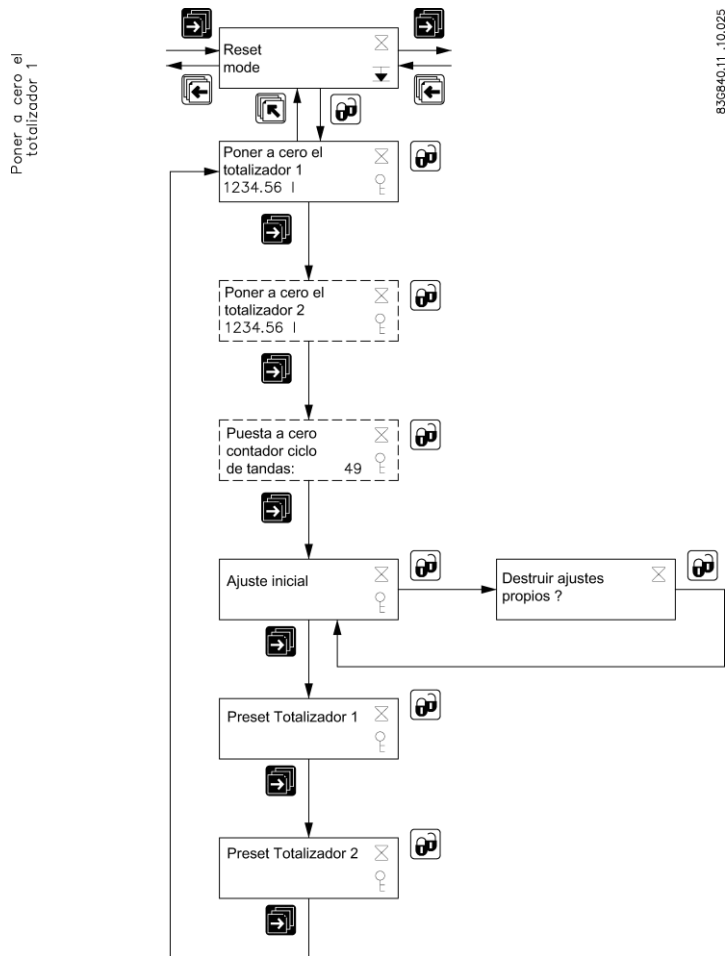 Poner a cero el
totalizador 1
83G840.11 .10.025
Reset
mode
Poner a cero el
totalizador 1
1234.56 l
Poner a cero el
totalizador 2
1234.56 l
Puesta a cero
contador ciclo
de tandas: 49
Ajuste inicial
Destruir ajustes
propios ?
Preset Totalizador 1
Preset Totalizador 2